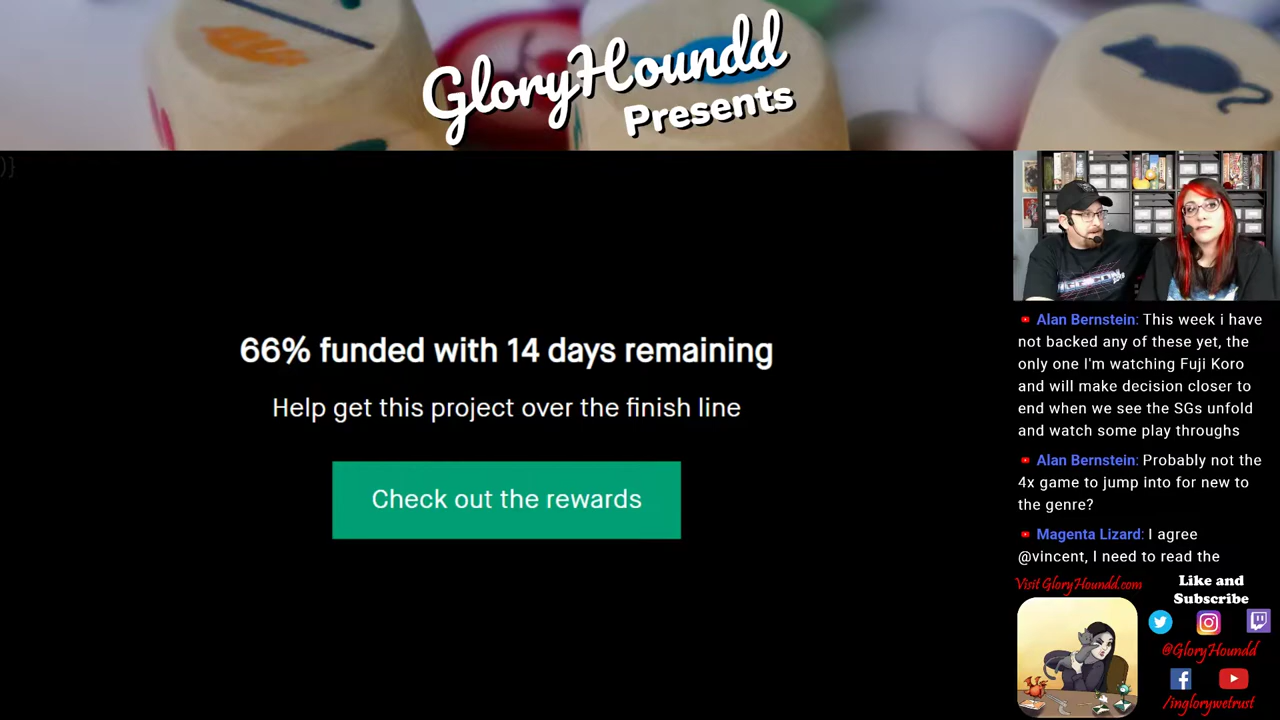 GloryHoundd
Presents
)}
66% funded with 14 days remaining
Help get this project over the finish line
Check out the rewards
Alan Bernstein: This week i have
not backed any of these yet, the
only one I'm watching Fuji Koro
and will make decision closer to
end when we see the SGs unfold
and watch some play throughs
Alan Bernstein: Probably not the
4x game to jump into for new to
the genre?
Magenta Lizard: I agree
@vincent, I need to read the
Visit GloryHoundd.com
Like and
Subscribe
@GloryHoundd
/inglorywetrust